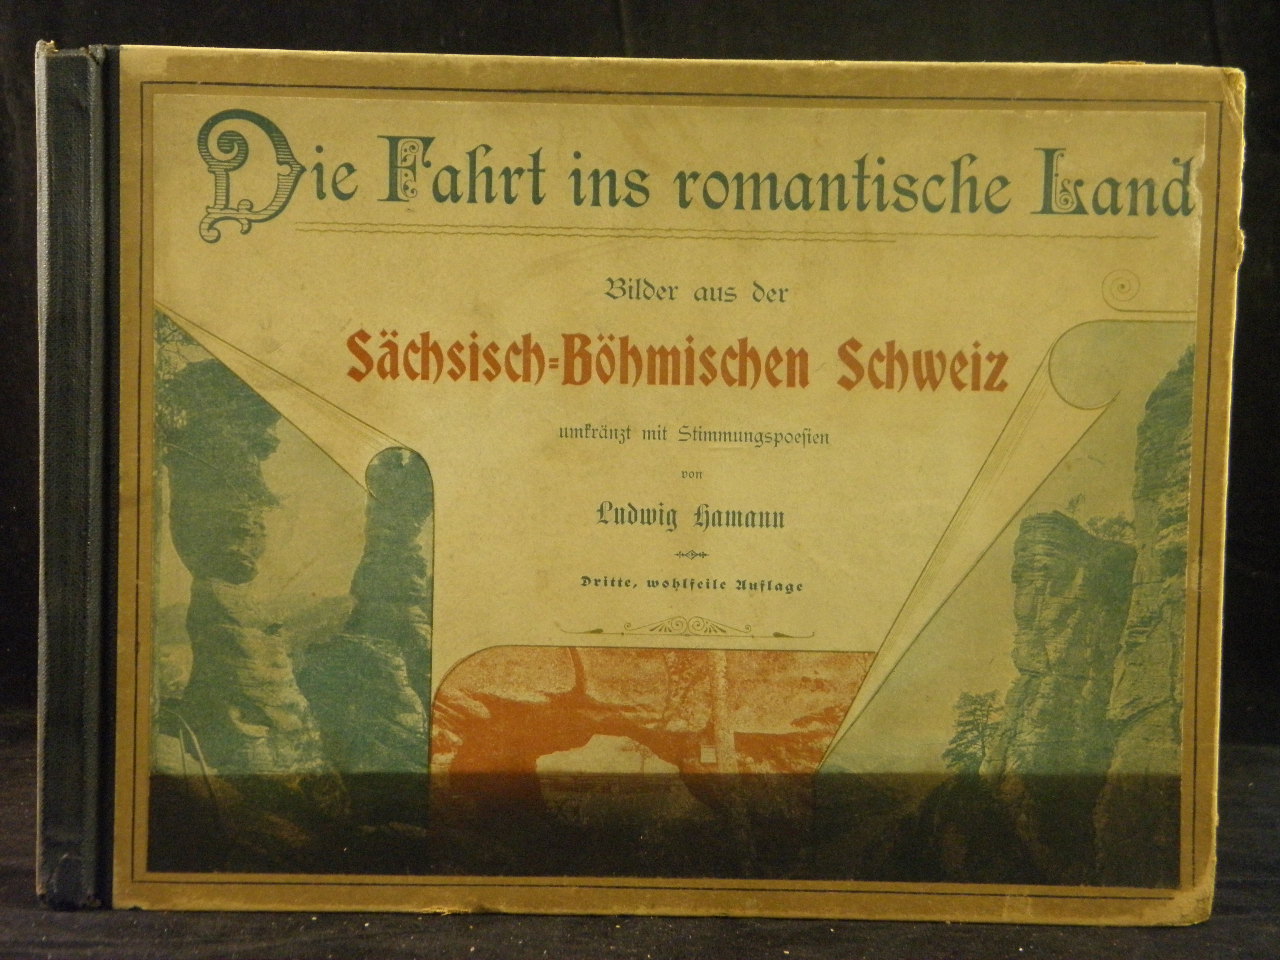 Die Fahrt ins romantische Land
Bilder aus der
Sächsisch-Böhmischen Schweiz
umkränzt mit Stimmungspoesien
von
Ludwig Hamann
Dritte, wohlfeile Auflage